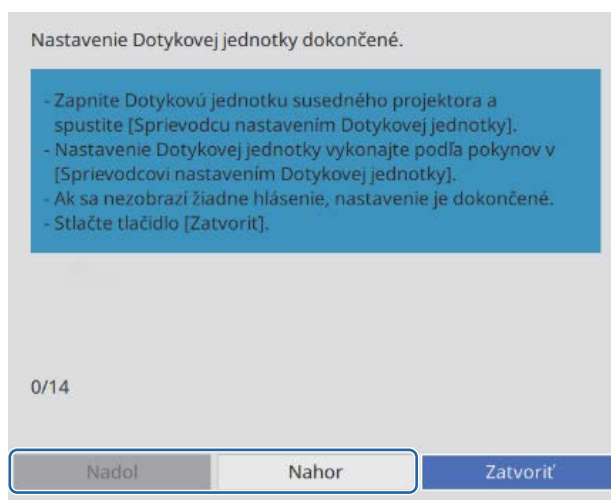 Nastavenie Dotykovej jednotky dokončené.
- Zapnite Dotykovú jednotku susedného projektora a
spustite [Sprievodcu nastavením Dotykovej jednotky].
- Nastavenie Dotykovej jednotky vykonajte podľa pokynov v
[Sprievodcovi nastavením Dotykovej jednotky].
- Ak sa nezobrazí žiadne hlásenie, nastavenie je dokončené.
- Stlačte tlačidlo [Zatvoriť].
0/14
Nadol Nahor Zatvoriť